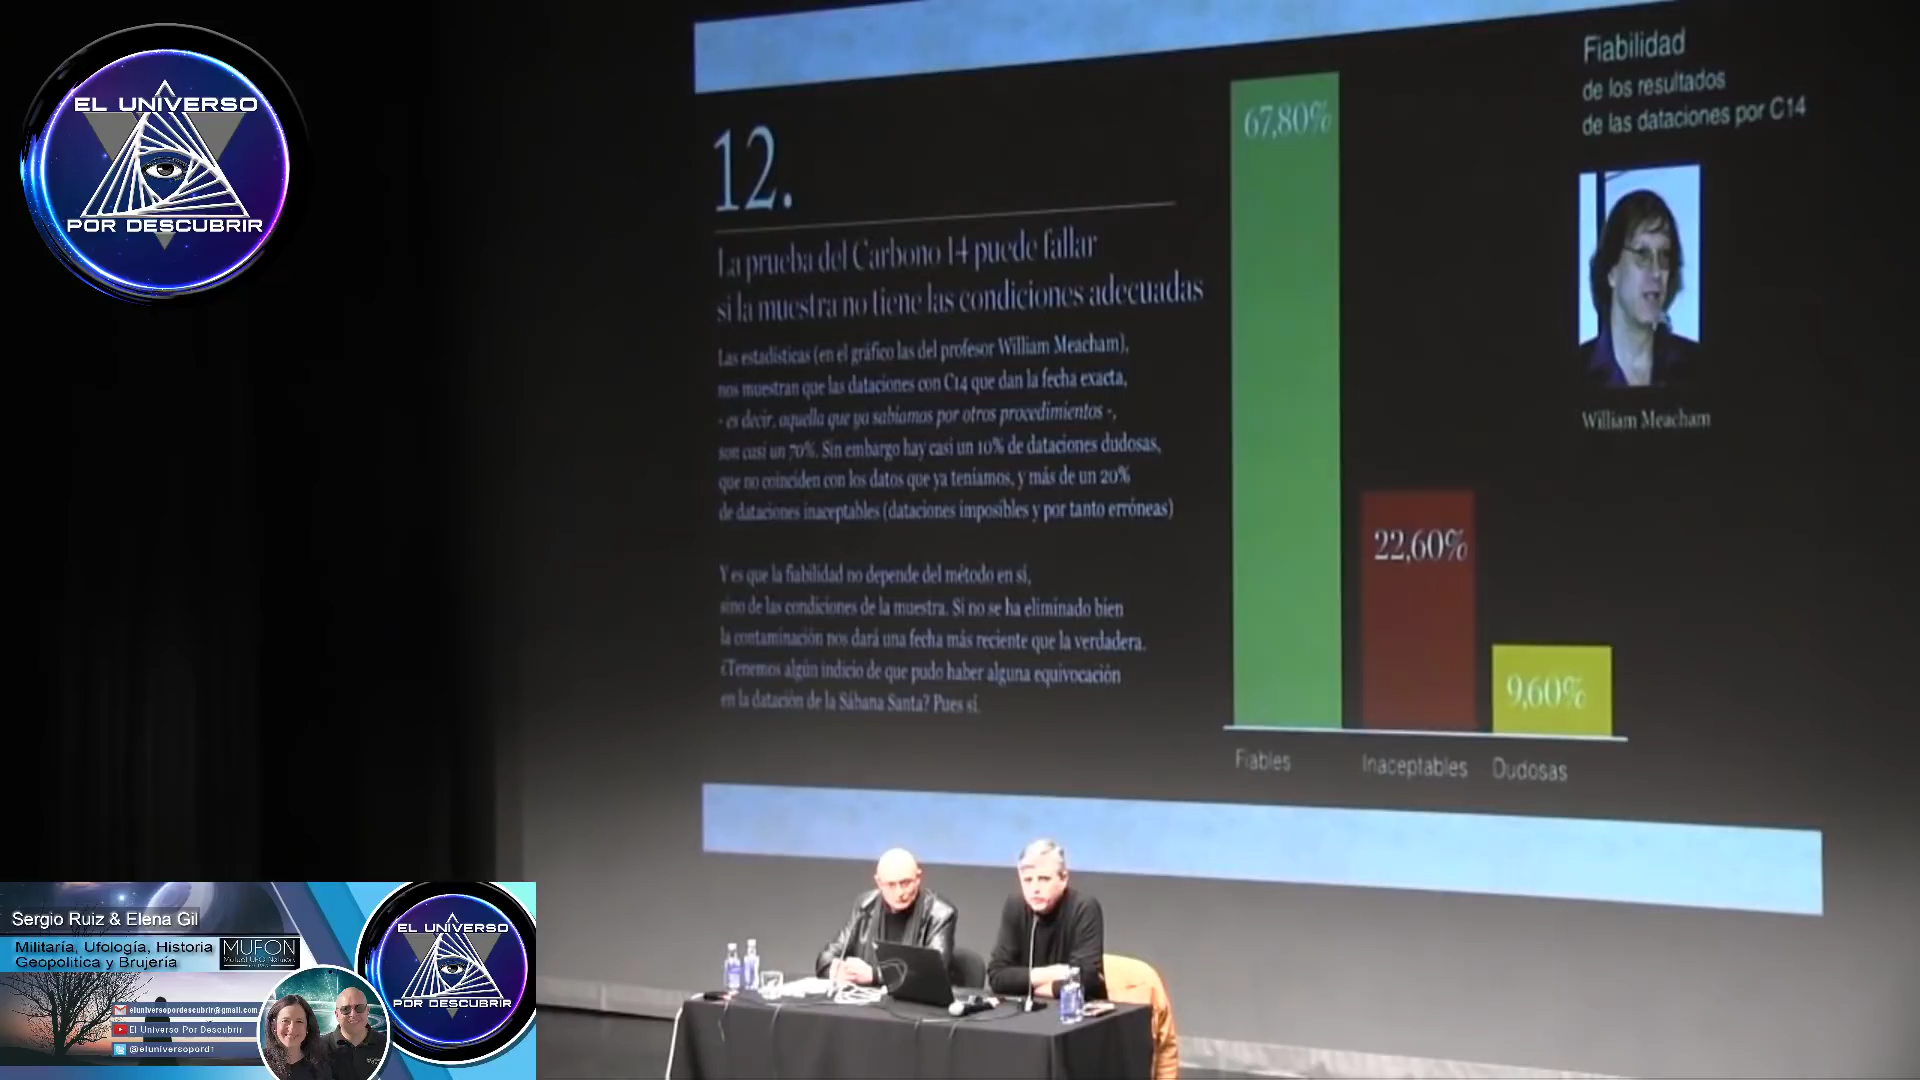 EL UNIVERSO
POR DESCUBRIR
12.
La prueba del Carbono 14 puede fallar
si la muestra no tiene las condiciones adecuadas
Las estadísticas (en el gráfico las del profesor William Meacham),
nos muestran que las dataciones con C14 que dan la fecha exacta,
- es decir, aquella que ya sabíamos por otros procedimientos -,
son casi un 70%. Sin embargo hay casi un 10% de dataciones dudosas,
que no coinciden con los datos que ya teníamos, y más de un 20%
de dataciones inaceptables (dataciones imposibles y por tanto erróneas)
Y es que la fiabilidad no depende del método en sí,
sino de las condiciones de la muestra. Si no se ha eliminado bien
la contaminación nos dará una fecha más reciente que la verdadera.
¿Tenemos algún indicio de que pudo haber alguna equivocación
en la datación de la Sábana Santa? Pues sí.
67,80%
22,60%
9,60%
Fiables
Inaceptables
Dudosas
Fiabilidad
de los resultados
de las dataciones por C14
William Meacham
Sergio Ruiz & Elena Gil
Militaría, Ufología, Historia
Geopolitica y Brujería
MUFON
Mutual UFO Network
eluniversopordescubrir@gmail.com
El Universo Por Descubrir
@eluniversopord1
EL UNIVERSO
POR DESCUBRIR